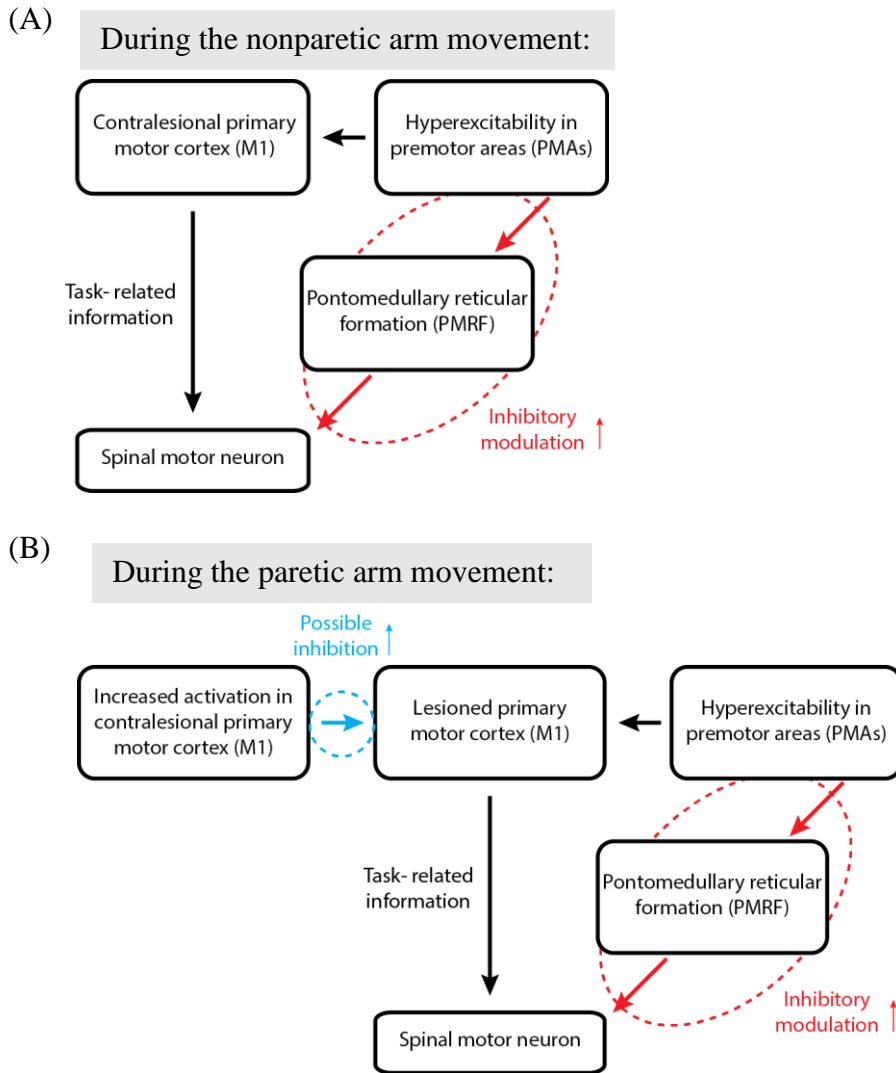 (A)
During the nonparetic arm movement:
Contralesional primary
motor cortex (M1)
Hyperexcitability in
premotor areas (PMAs)
Task- related
information
Pontomedullary reticular
formation (PMRF)
Inhibitory
modulation ↑
Spinal motor neuron
(B)
During the paretic arm movement:
Possible
inhibition ↑
Increased activation in
contralesional primary
motor cortex (M1)
Lesioned primary
motor cortex (M1)
Hyperexcitability in
premotor areas (PMAs)
Task- related
information
Pontomedullary reticular
formation (PMRF)
Inhibitory
modulation ↑
Spinal motor neuron